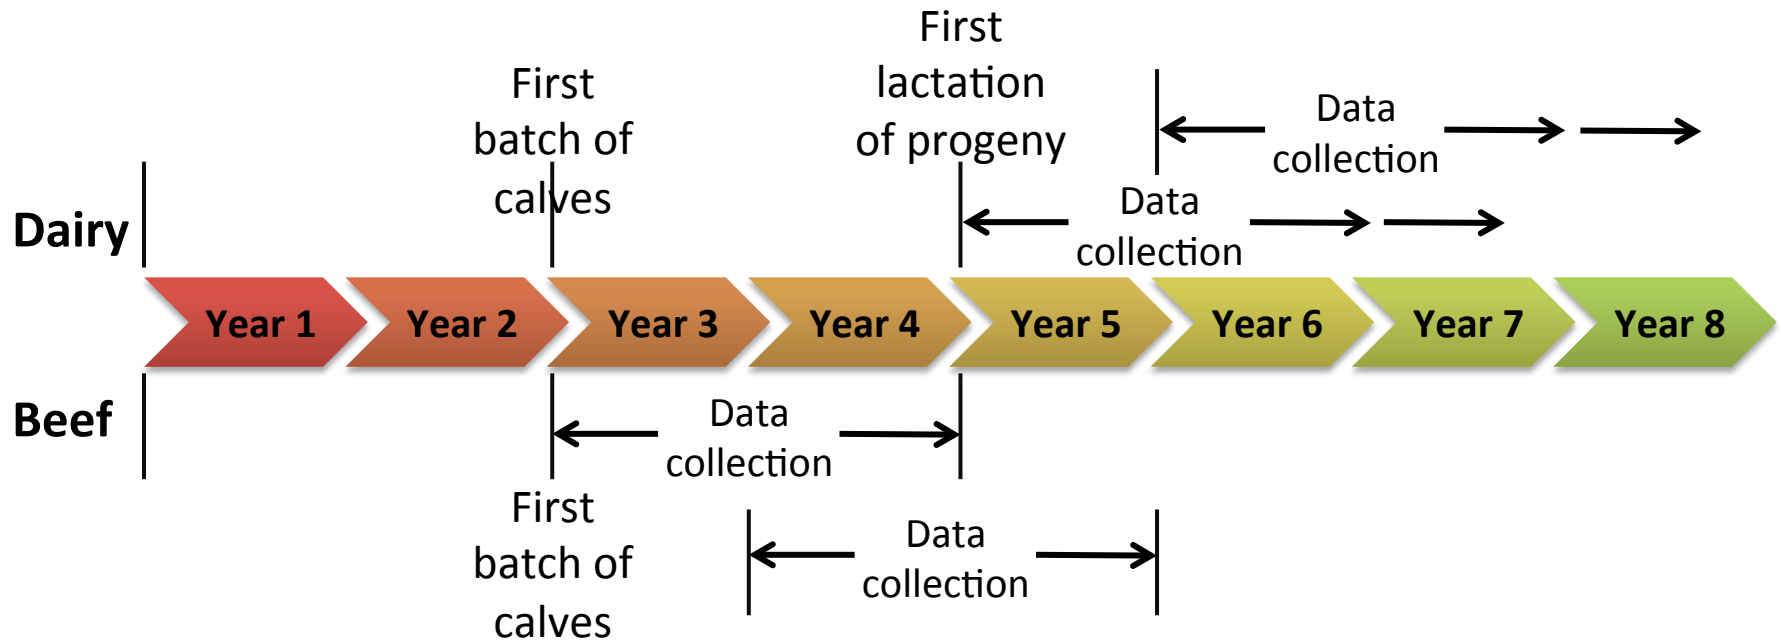 First
lactation
of progeny
First
batch of
calves
Data
collection
Data
collection
Dairy
Year 1
Year 2
Year 3
Year 4
Year 5
Year 6
Year 7
Year 8
Beef
Data
collection
First
batch of
calves
Data
collection